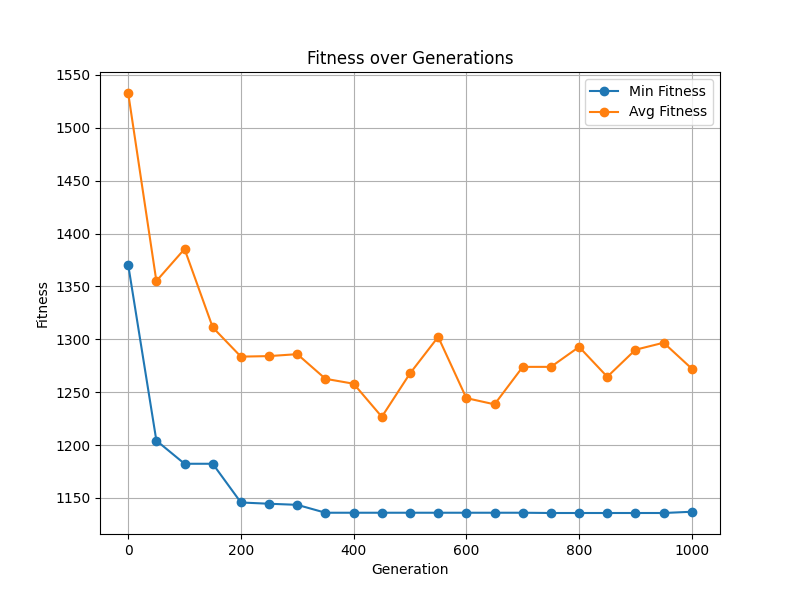 Fitness over Generations
Min Fitness
Avg Fitness
Fitness
1550
1500
1450
1400
1350
1300
1250
1200
1150
0 200 400 600 800 1000
Generation